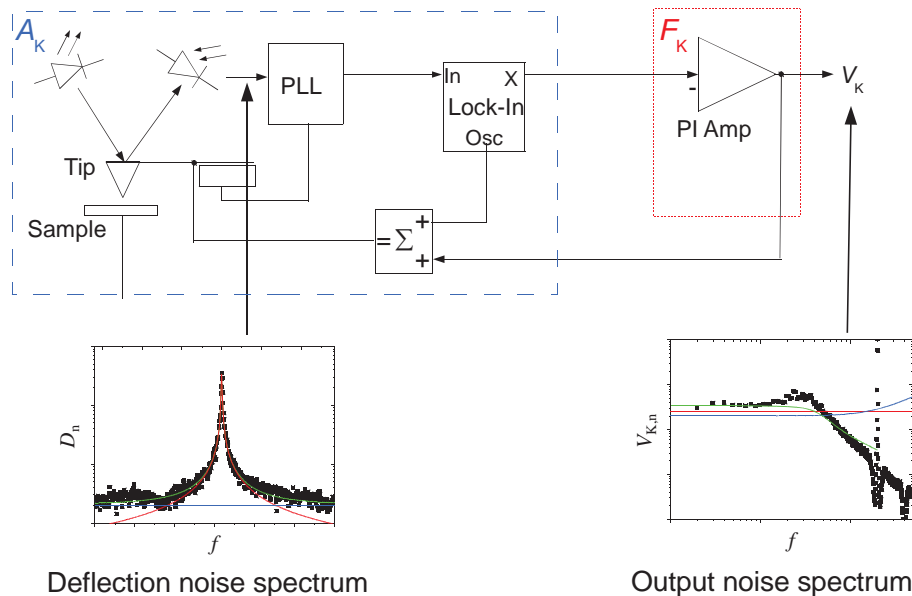 A_K
F_K
PLL
In
X
Lock-In
Osc
-
PI Amp
V_K
Tip
Sample
= Σ
+
+
D_n
f
V_K,n
f
Deflection noise spectrum
Output noise spectrum